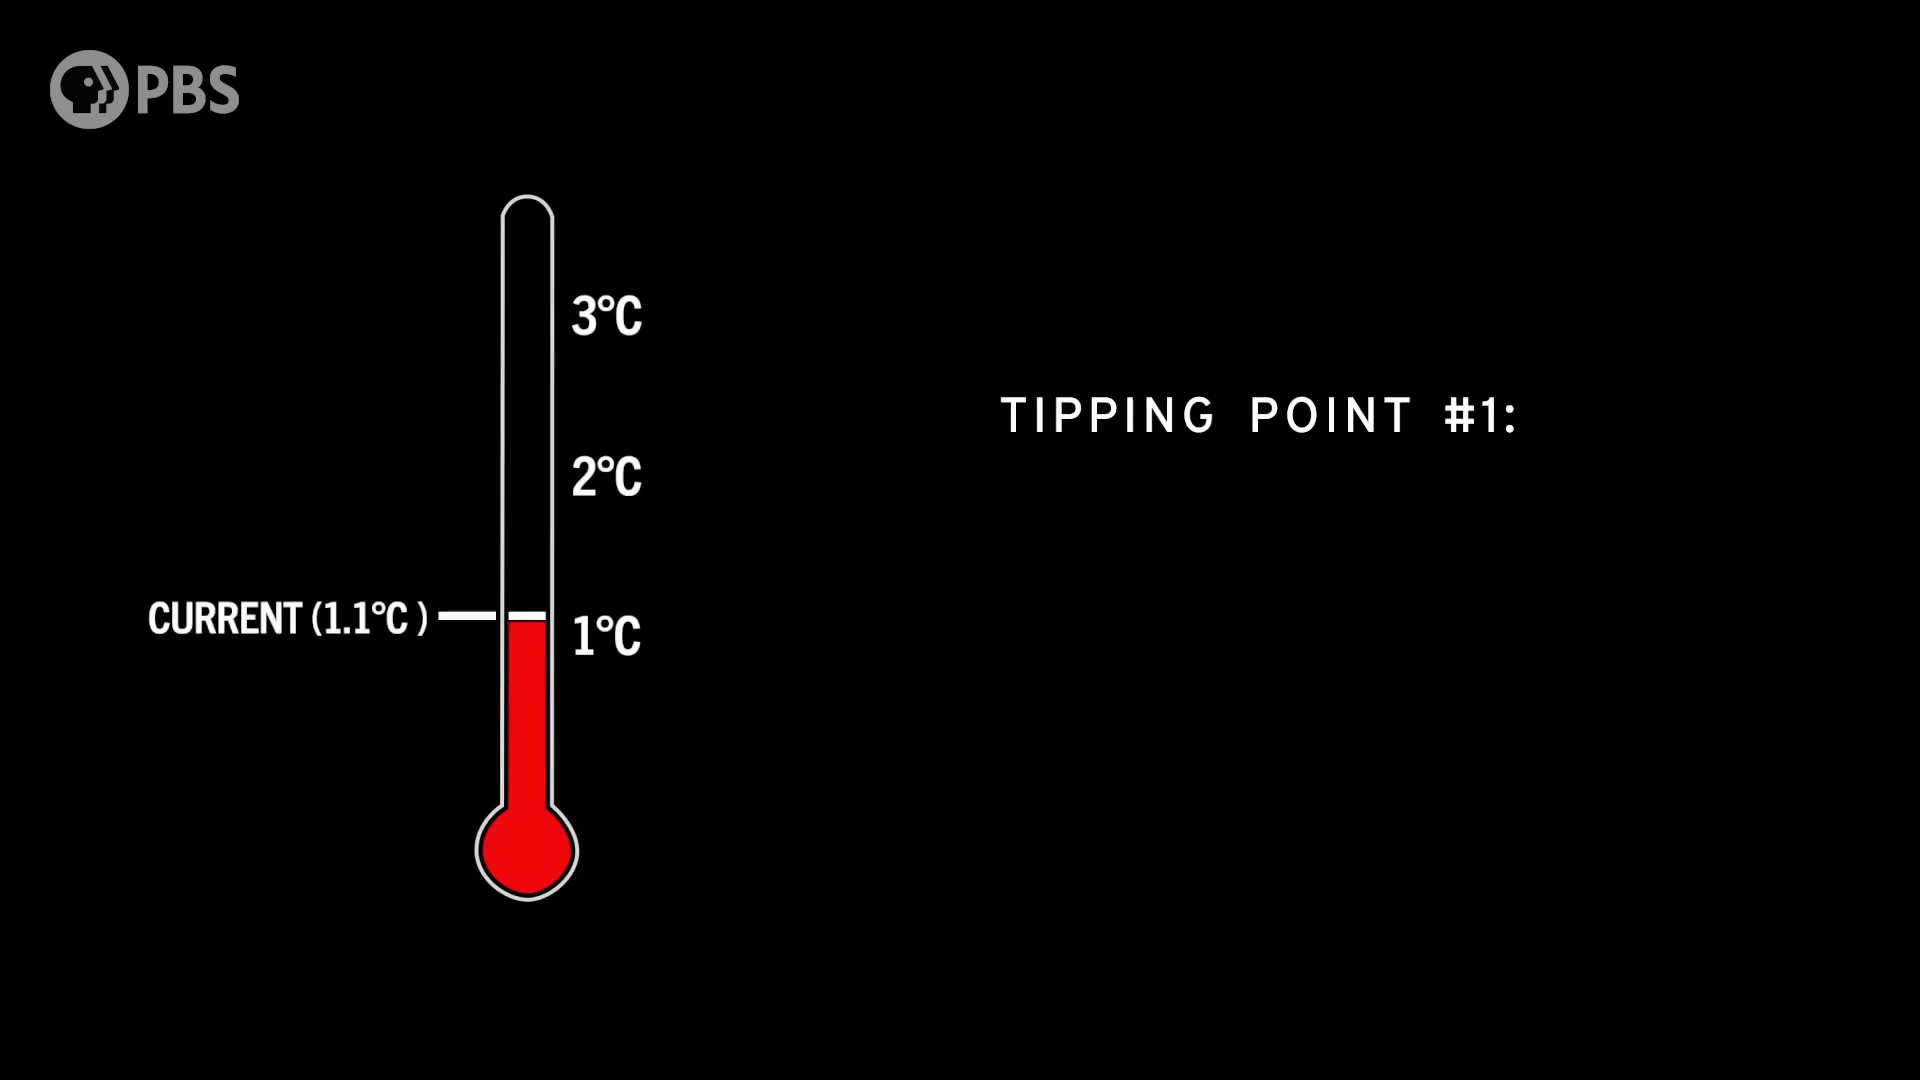 PBS
3°C
TIPPING POINT #1:
2°C
CURRENT (1.1°C )
1°C